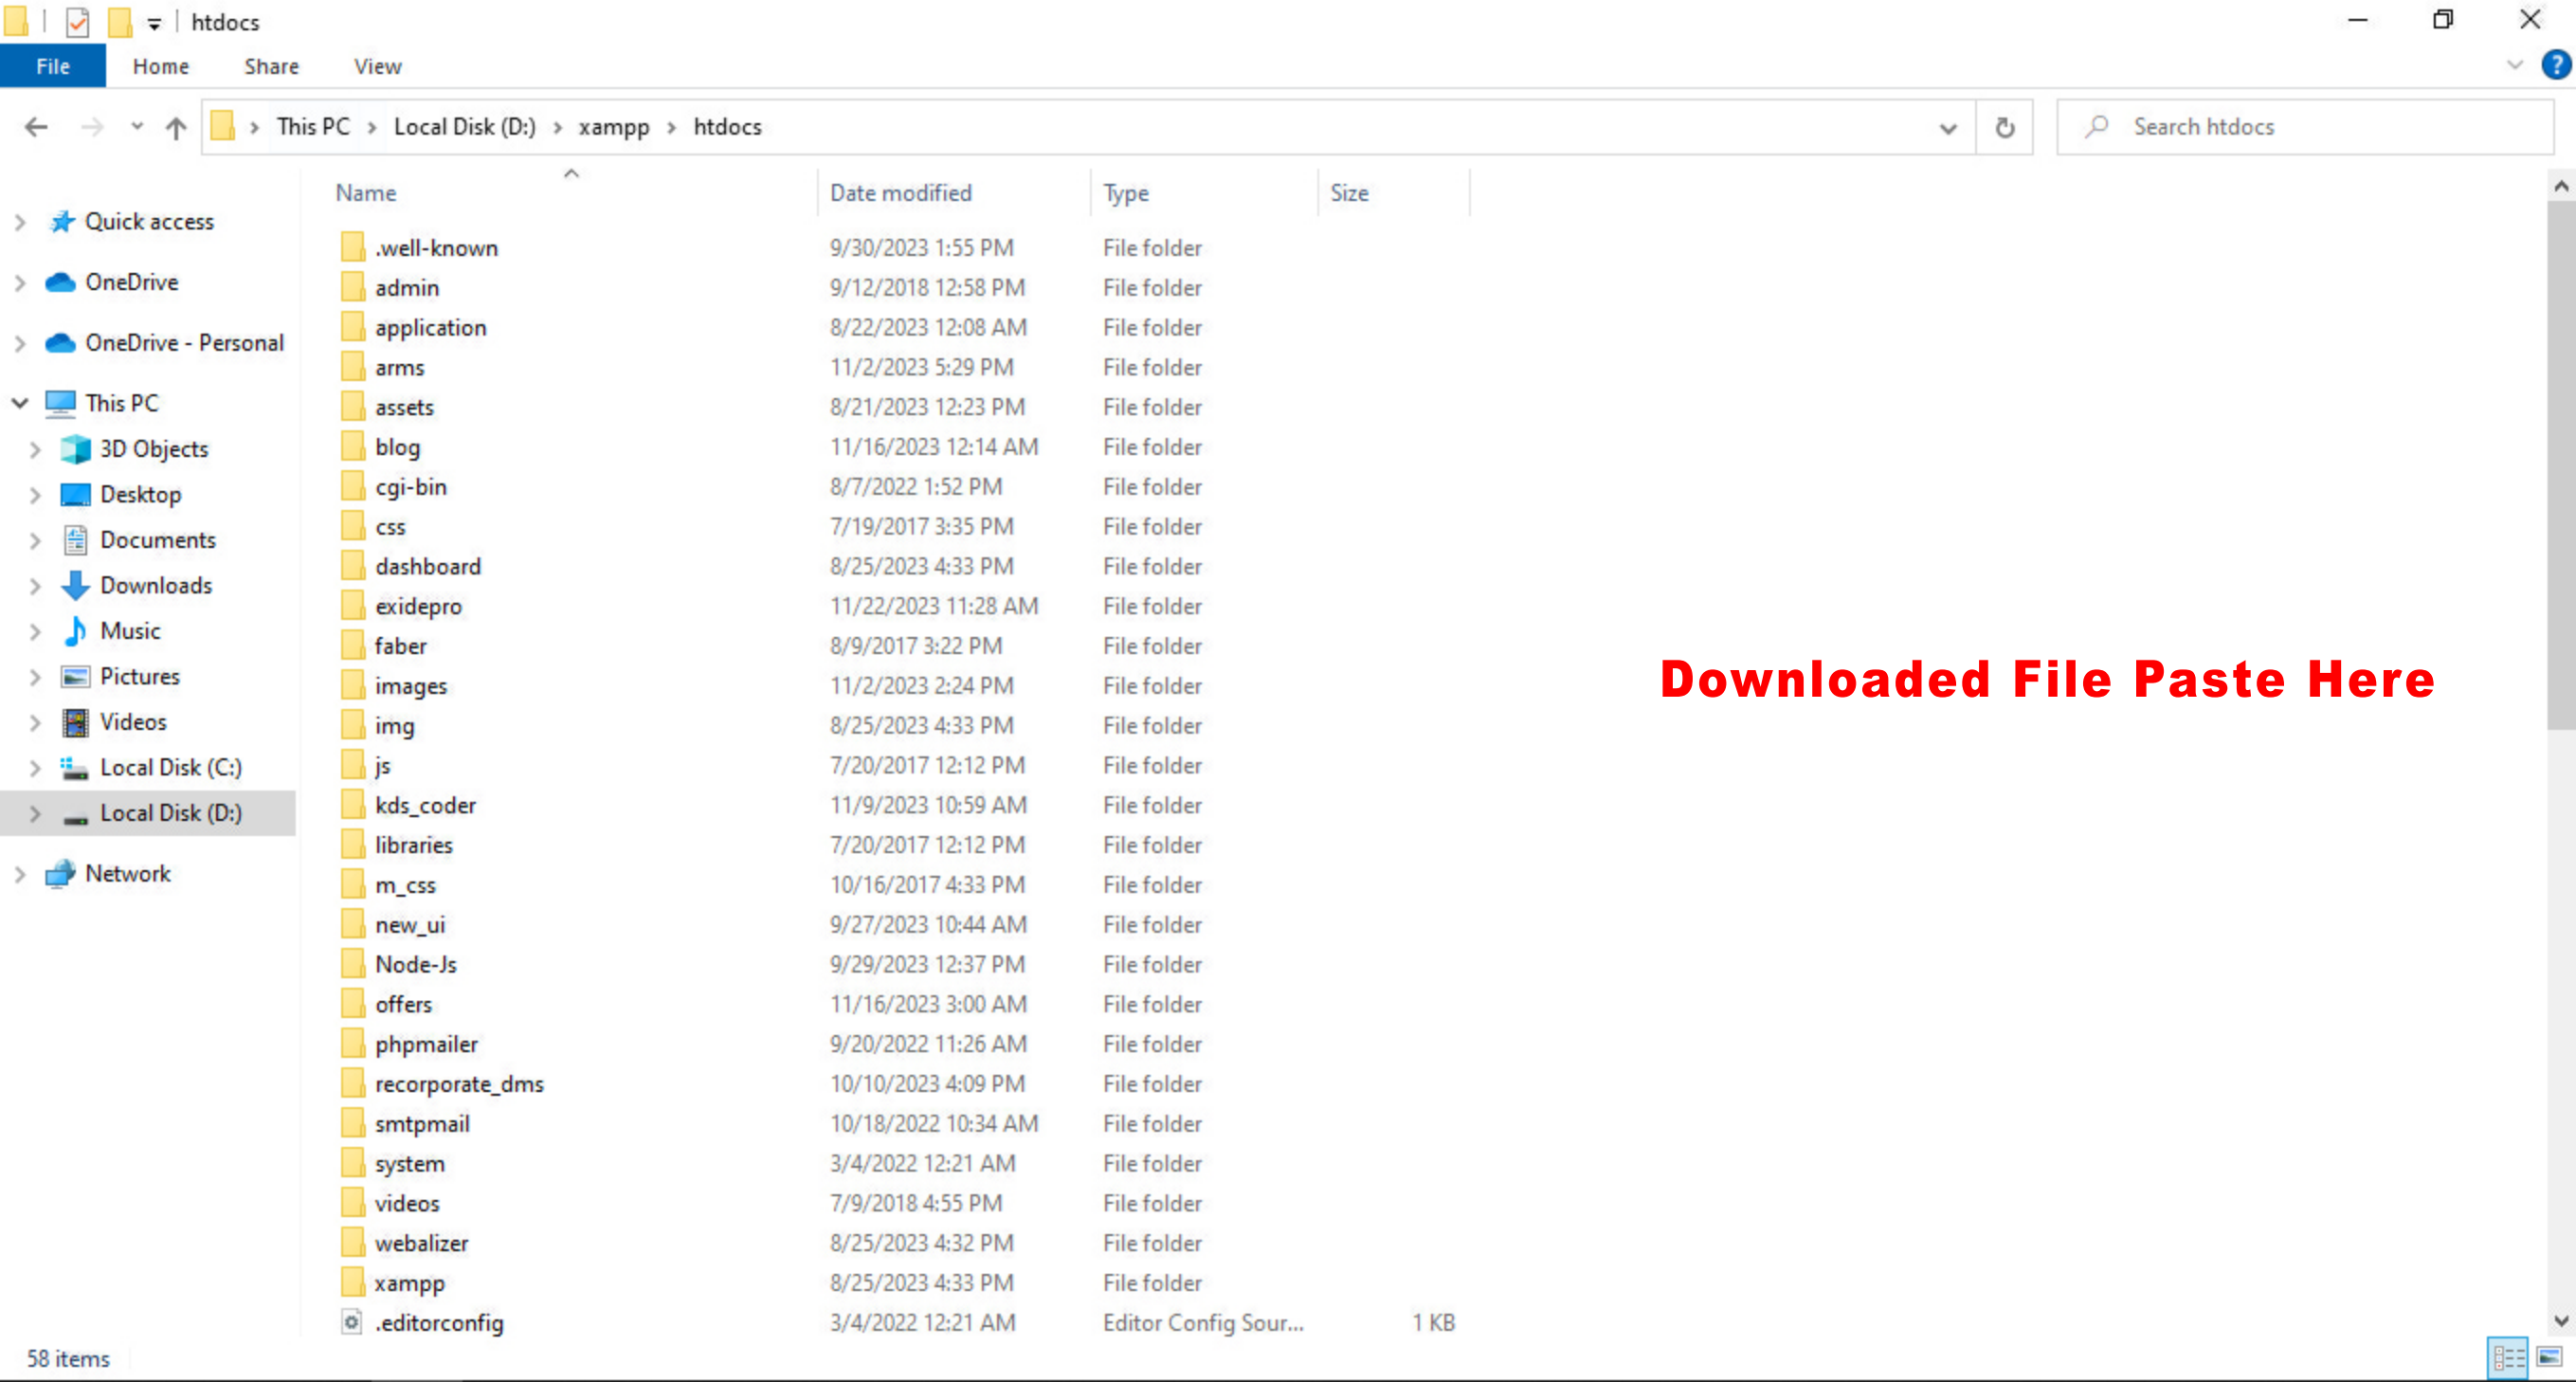 htdocs
File Home Share View
This PC Local Disk (D:) xampp htdocs Search htdocs
Name Date modified Type Size
Quick access
OneDrive
OneDrive - Personal
This PC
3D Objects
Desktop
Documents
Downloads
Music
Pictures
Videos
Local Disk (C:)
Local Disk (D:)
Network
.well-known 9/30/2023 1:55 PM File folder
admin 9/12/2018 12:58 PM File folder
application 8/22/2023 12:08 AM File folder
arms 11/2/2023 5:29 PM File folder
assets 8/21/2023 12:23 PM File folder
blog 11/16/2023 12:14 AM File folder
cgi-bin 8/7/2022 1:52 PM File folder
css 7/19/2017 3:35 PM File folder
dashboard 8/25/2023 4:33 PM File folder
exidepro 11/22/2023 11:28 AM File folder
faber 8/9/2017 3:22 PM File folder
images 11/2/2023 2:24 PM File folder
img 8/25/2023 4:33 PM File folder
js 7/20/2017 12:12 PM File folder
kds_coder 11/9/2023 10:59 AM File folder
libraries 7/20/2017 12:12 PM File folder
m_css 10/16/2017 4:33 PM File folder
new_ui 9/27/2023 10:44 AM File folder
Node-Js 9/29/2023 12:37 PM File folder
offers 11/16/2023 3:00 AM File folder
phpmailer 9/20/2022 11:26 AM File folder
recorporate_dms 10/10/2023 4:09 PM File folder
smtpmail 10/18/2022 10:34 AM File folder
system 3/4/2022 12:21 AM File folder
videos 7/9/2018 4:55 PM File folder
webalizer 8/25/2023 4:32 PM File folder
xampp 8/25/2023 4:33 PM File folder
.editorconfig 3/4/2022 12:21 AM Editor Config Sour... 1 KB
Downloaded File Paste Here
58 items